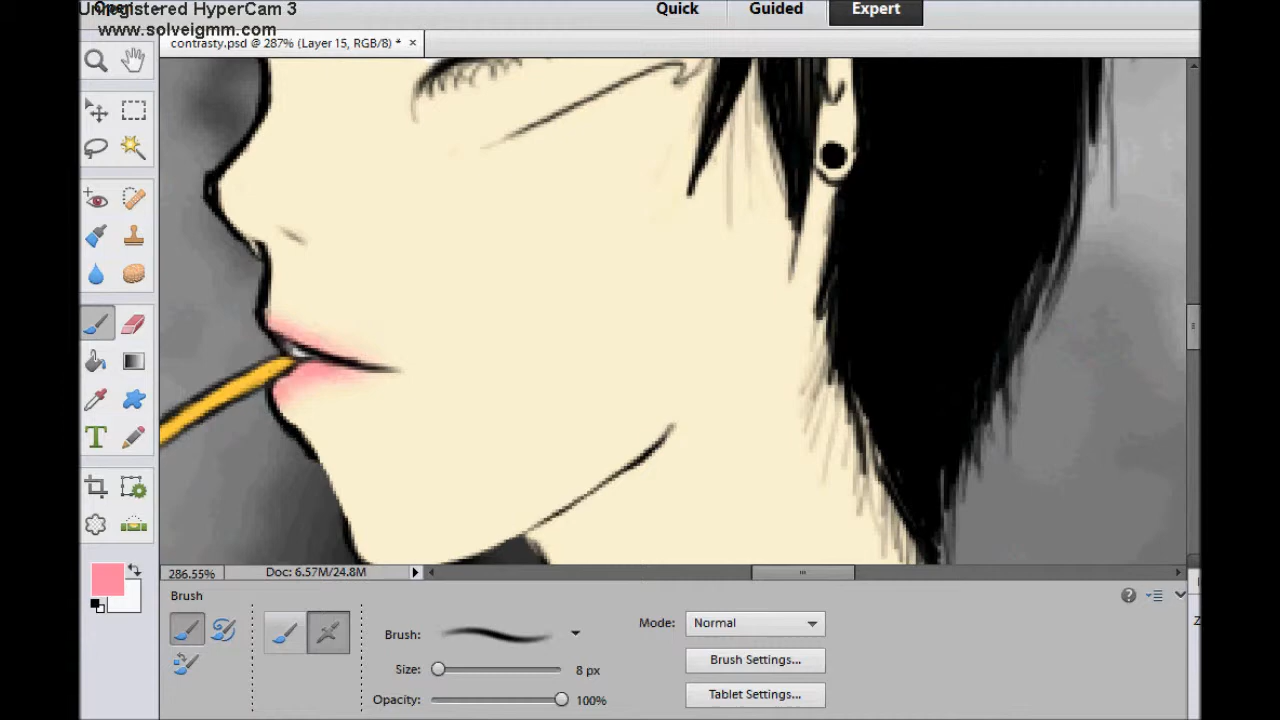 Unregistered HyperCam 3
www.solveigmm.com
Open
Quick Guided Expert
contrasty.psd @ 287% (Layer 15, RGB/8) * ×
T
286.55% Doc: 6.57M/24.8M
Brush
Brush:
Size: 8 px
Opacity: 100%
Mode: Normal
Brush Settings...
Tablet Settings...